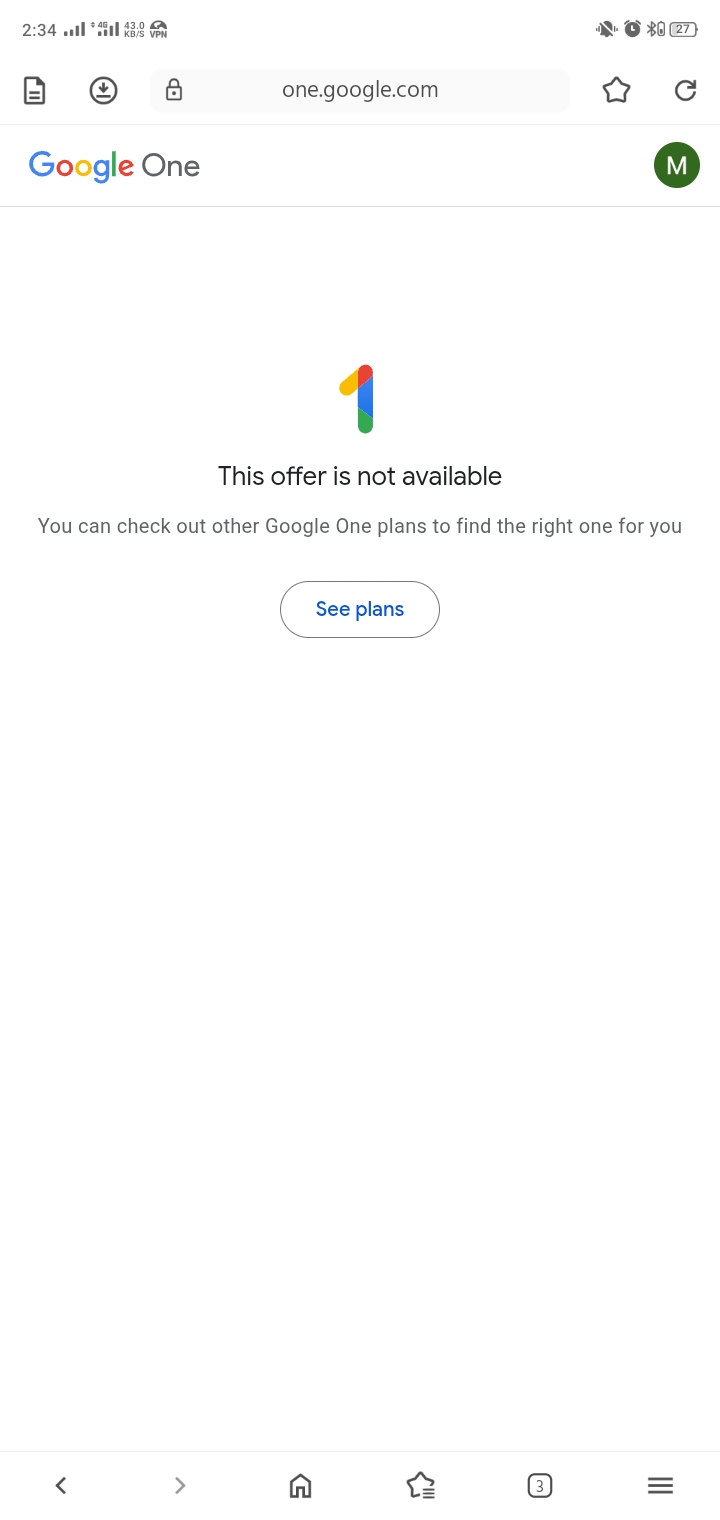 2:34 4G 43.0 KB/S VPN 27
one.google.com
Google One M
This offer is not available
You can check out other Google One plans to find the right one for you
See plans
3